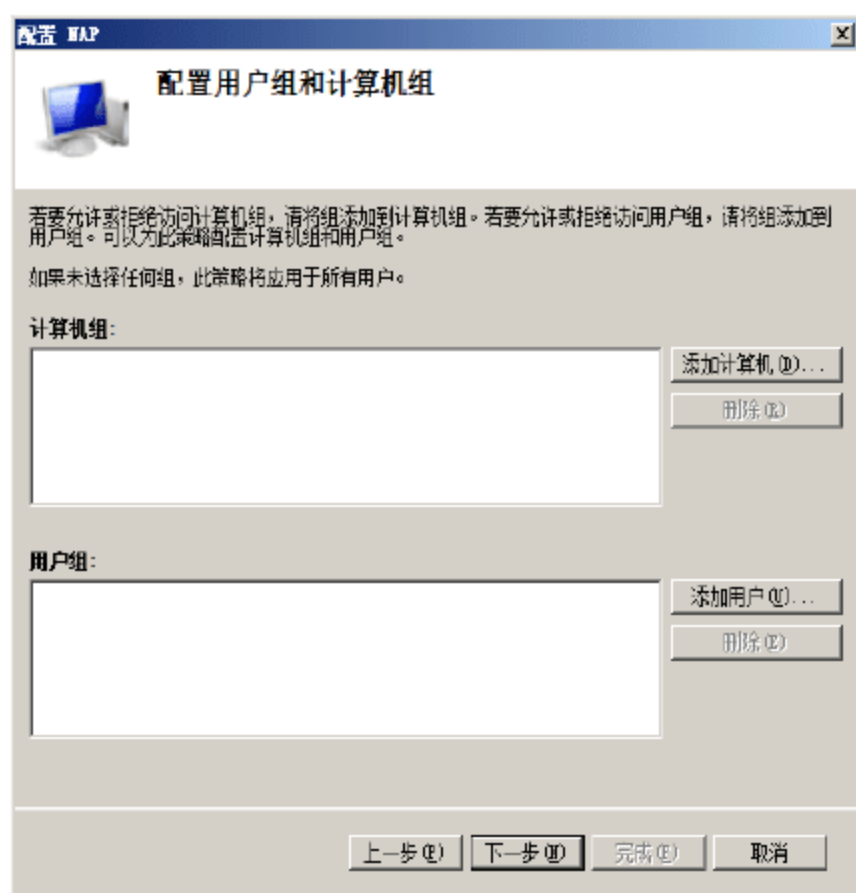 配置 NAP
配置用户组和计算机组
若要允许或拒绝访问计算机组，请将组添加到计算机组。若要允许或拒绝访问用户组，请将组添加到
用户组。可以为此策略配置计算机组和用户组。
如果未选择任何组，此策略将应用于所有用户。
计算机组:
添加计算机(D)...
删除(R)
用户组:
添加用户(U)...
删除(E)
上一步(P) 下一步(N) 完成(F) 取消